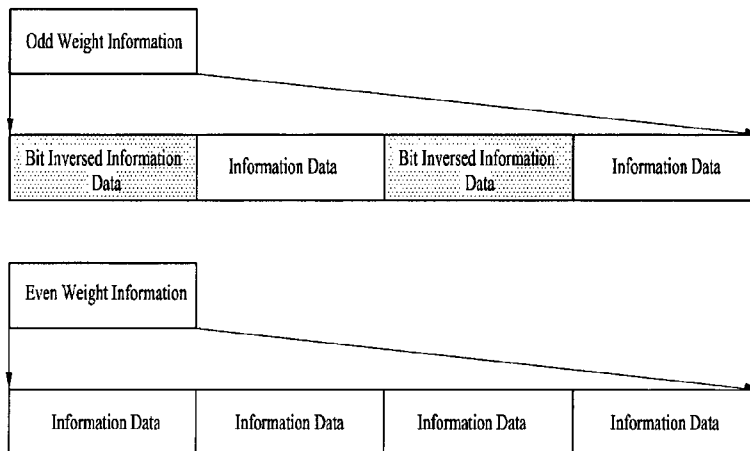 Odd Weight Information
Bit Inversed Information
Data
Information Data
Bit Inversed Information
Data
Information Data
Even Weight Information
Information Data
Information Data
Information Data
Information Data